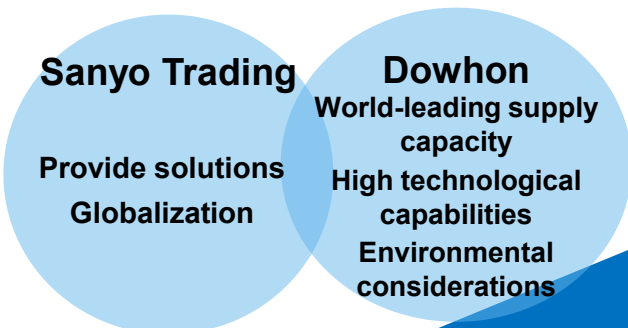 Sanyo Trading
Provide solutions
Globalization
Dowhon
World-leading supply
capacity
High technological
capabilities
Environmental
considerations